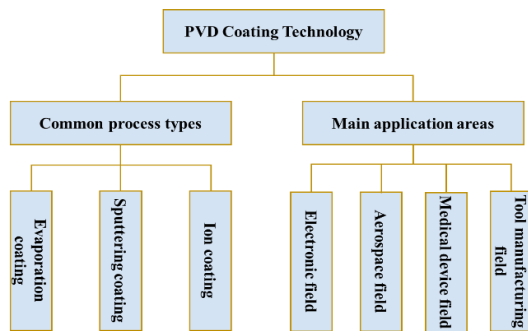 PVD Coating Technology
Common process types
Main application areas
Evaporation
coating
Sputtering coating
Ion coating
Electronic field
Aerospace field
Medical device field
Tool manufacturing
field